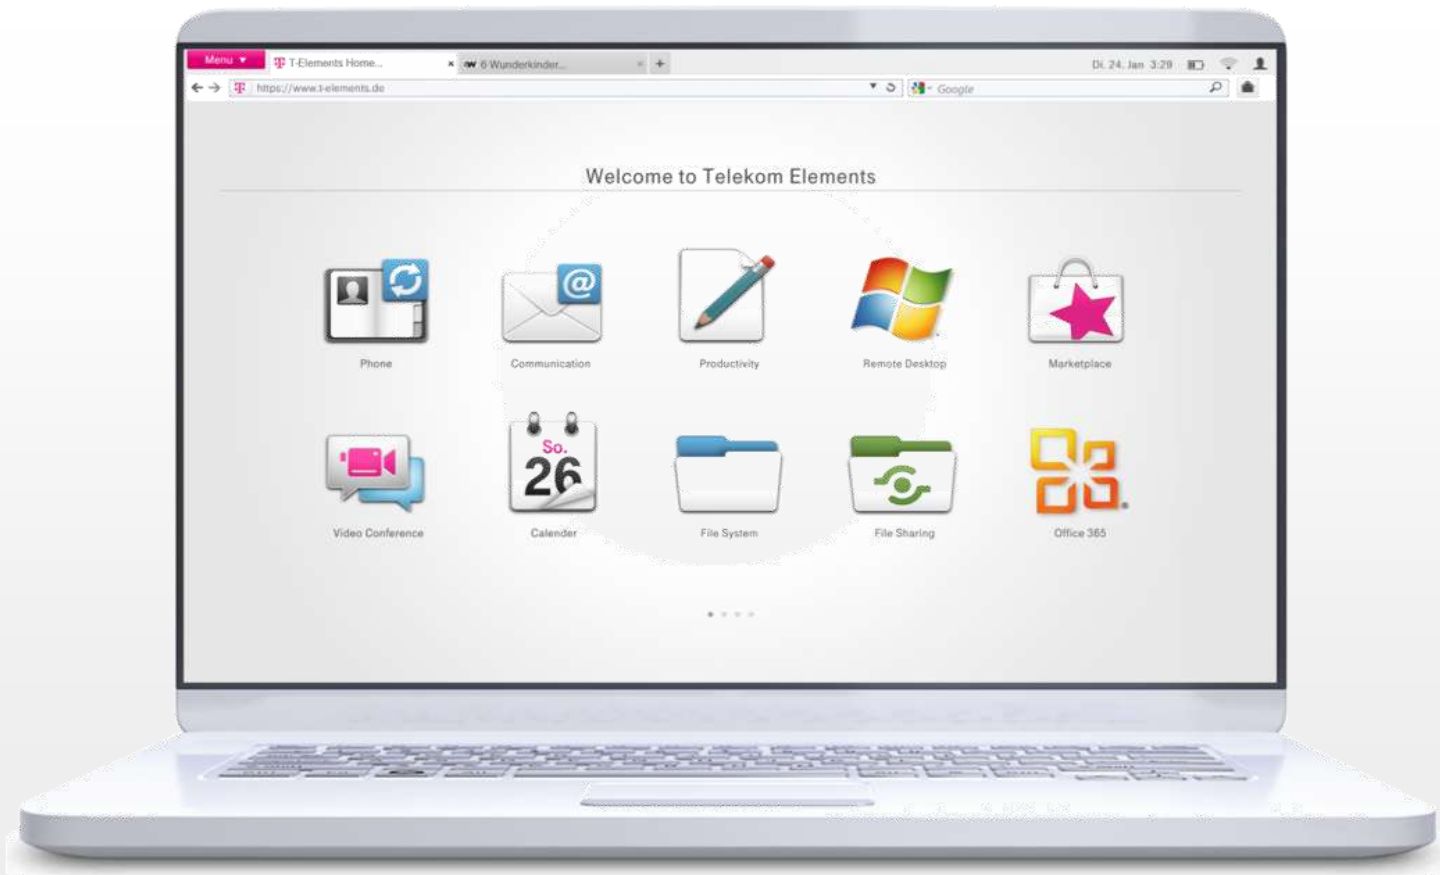 Menu
T T-Elements Home...
6 Wunderkinder...
Di. 24. Jan 3:29
https://www.t-elements.de
Google
Welcome to Telekom Elements
Phone
Communication
Productivity
Remote Desktop
Marketplace
So.
26
Video Conference
Calender
File System
File Sharing
Office 365